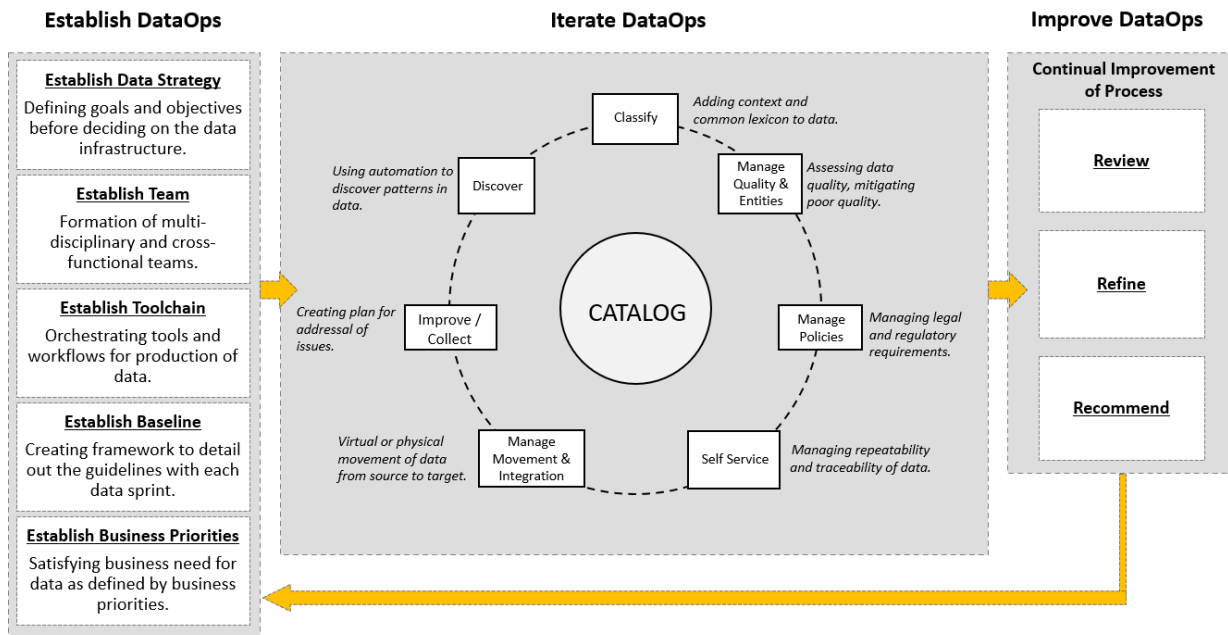 Establish DataOps
Establish Data Strategy
Defining goals and objectives
before deciding on the data
infrastructure.
Establish Team
Formation of multi-
disciplinary and cross-
functional teams.
Establish Toolchain
Orchestrating tools and
workflows for production of
data.
Establish Baseline
Creating framework to detail
out the guidelines with each
data sprint.
Establish Business Priorities
Satisfying business need for
data as defined by business
priorities.
Iterate DataOps
Classify
Adding context and
common lexicon to data.
Manage
Quality &
Entities
Assessing data
quality, mitigating
poor quality.
Manage
Policies
Managing legal
and regulatory
requirements.
Self Service
Managing repeatability
and traceability of data.
Manage
Movement &
Integration
Virtual or physical
movement of data
from source to target.
Improve /
Collect
Creating plan for
addressal of
issues.
Discover
Using automation to
discover patterns in
data.
CATALOG
Improve DataOps
Continual Improvement
of Process
Review
Refine
Recommend